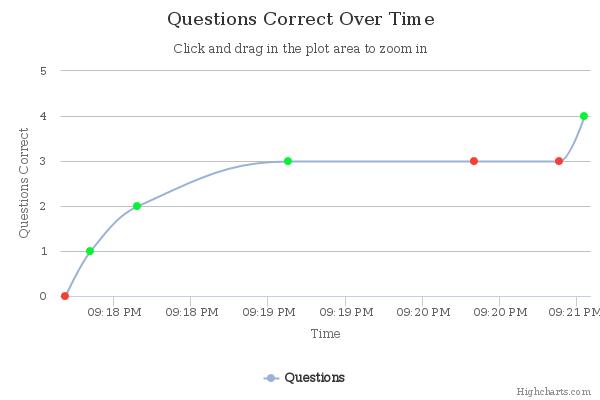 Questions Correct Over Time
Click and drag in the plot area to zoom in
Questions Correct
5
4
3
2
1
0
09:18 PM 09:18 PM 09:19 PM 09:19 PM 09:20 PM 09:20 PM 09:21 PM
Time
Questions
Highcharts.com